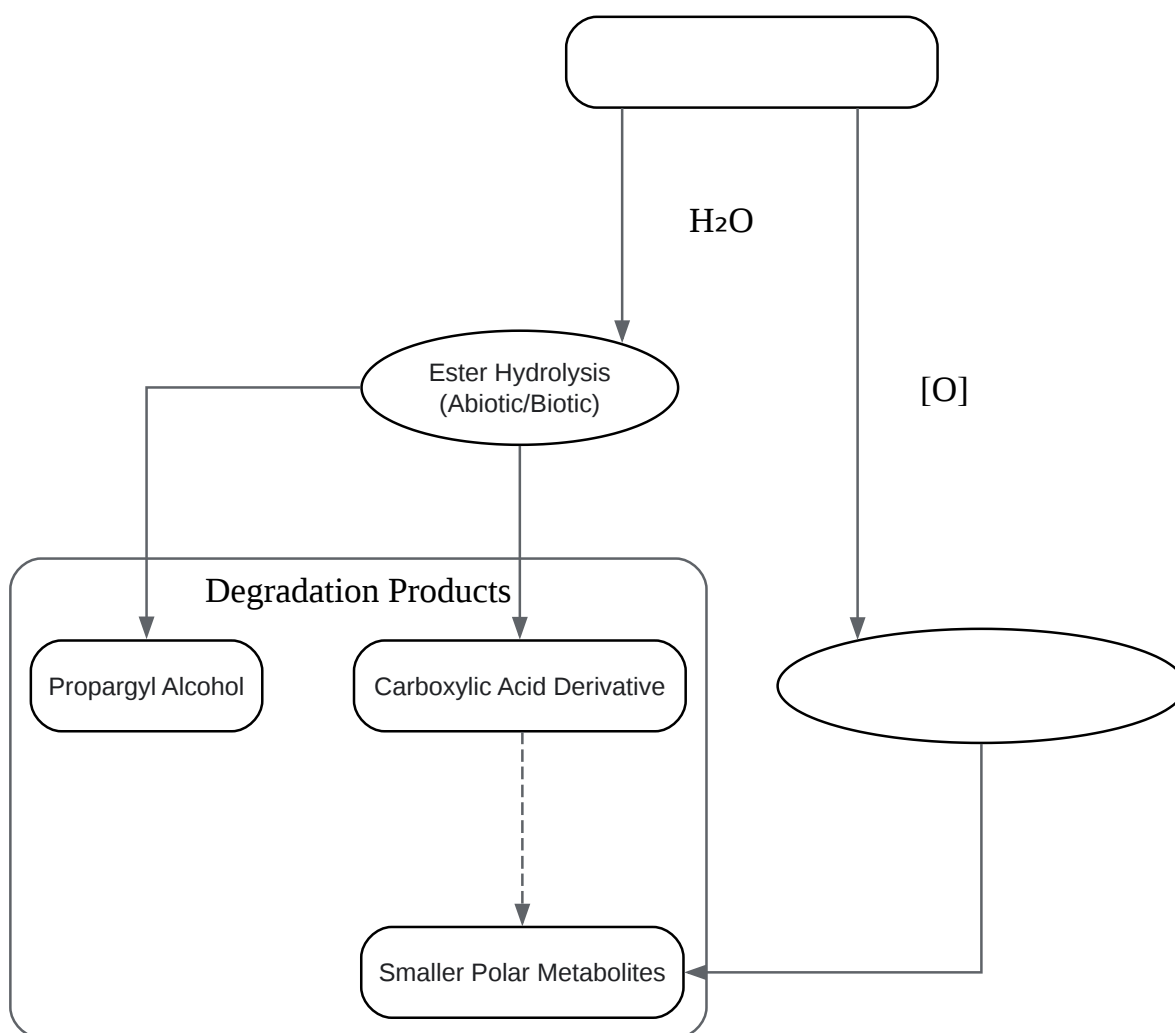 H₂O
Ester Hydrolysis
(Abiotic/Biotic)
[O]
Degradation Products
Propargyl Alcohol
Carboxylic Acid Derivative
Smaller Polar Metabolites